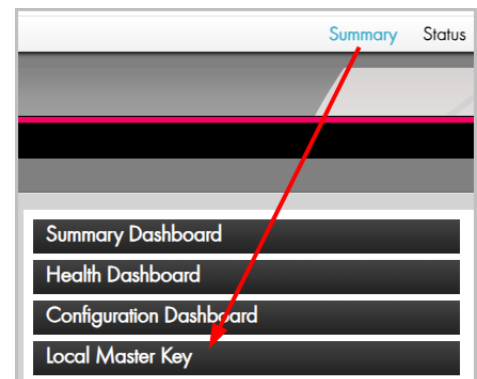 Summary Status
Summary Dashboard
Health Dashboard
Configuration Dashboard
Local Master Key